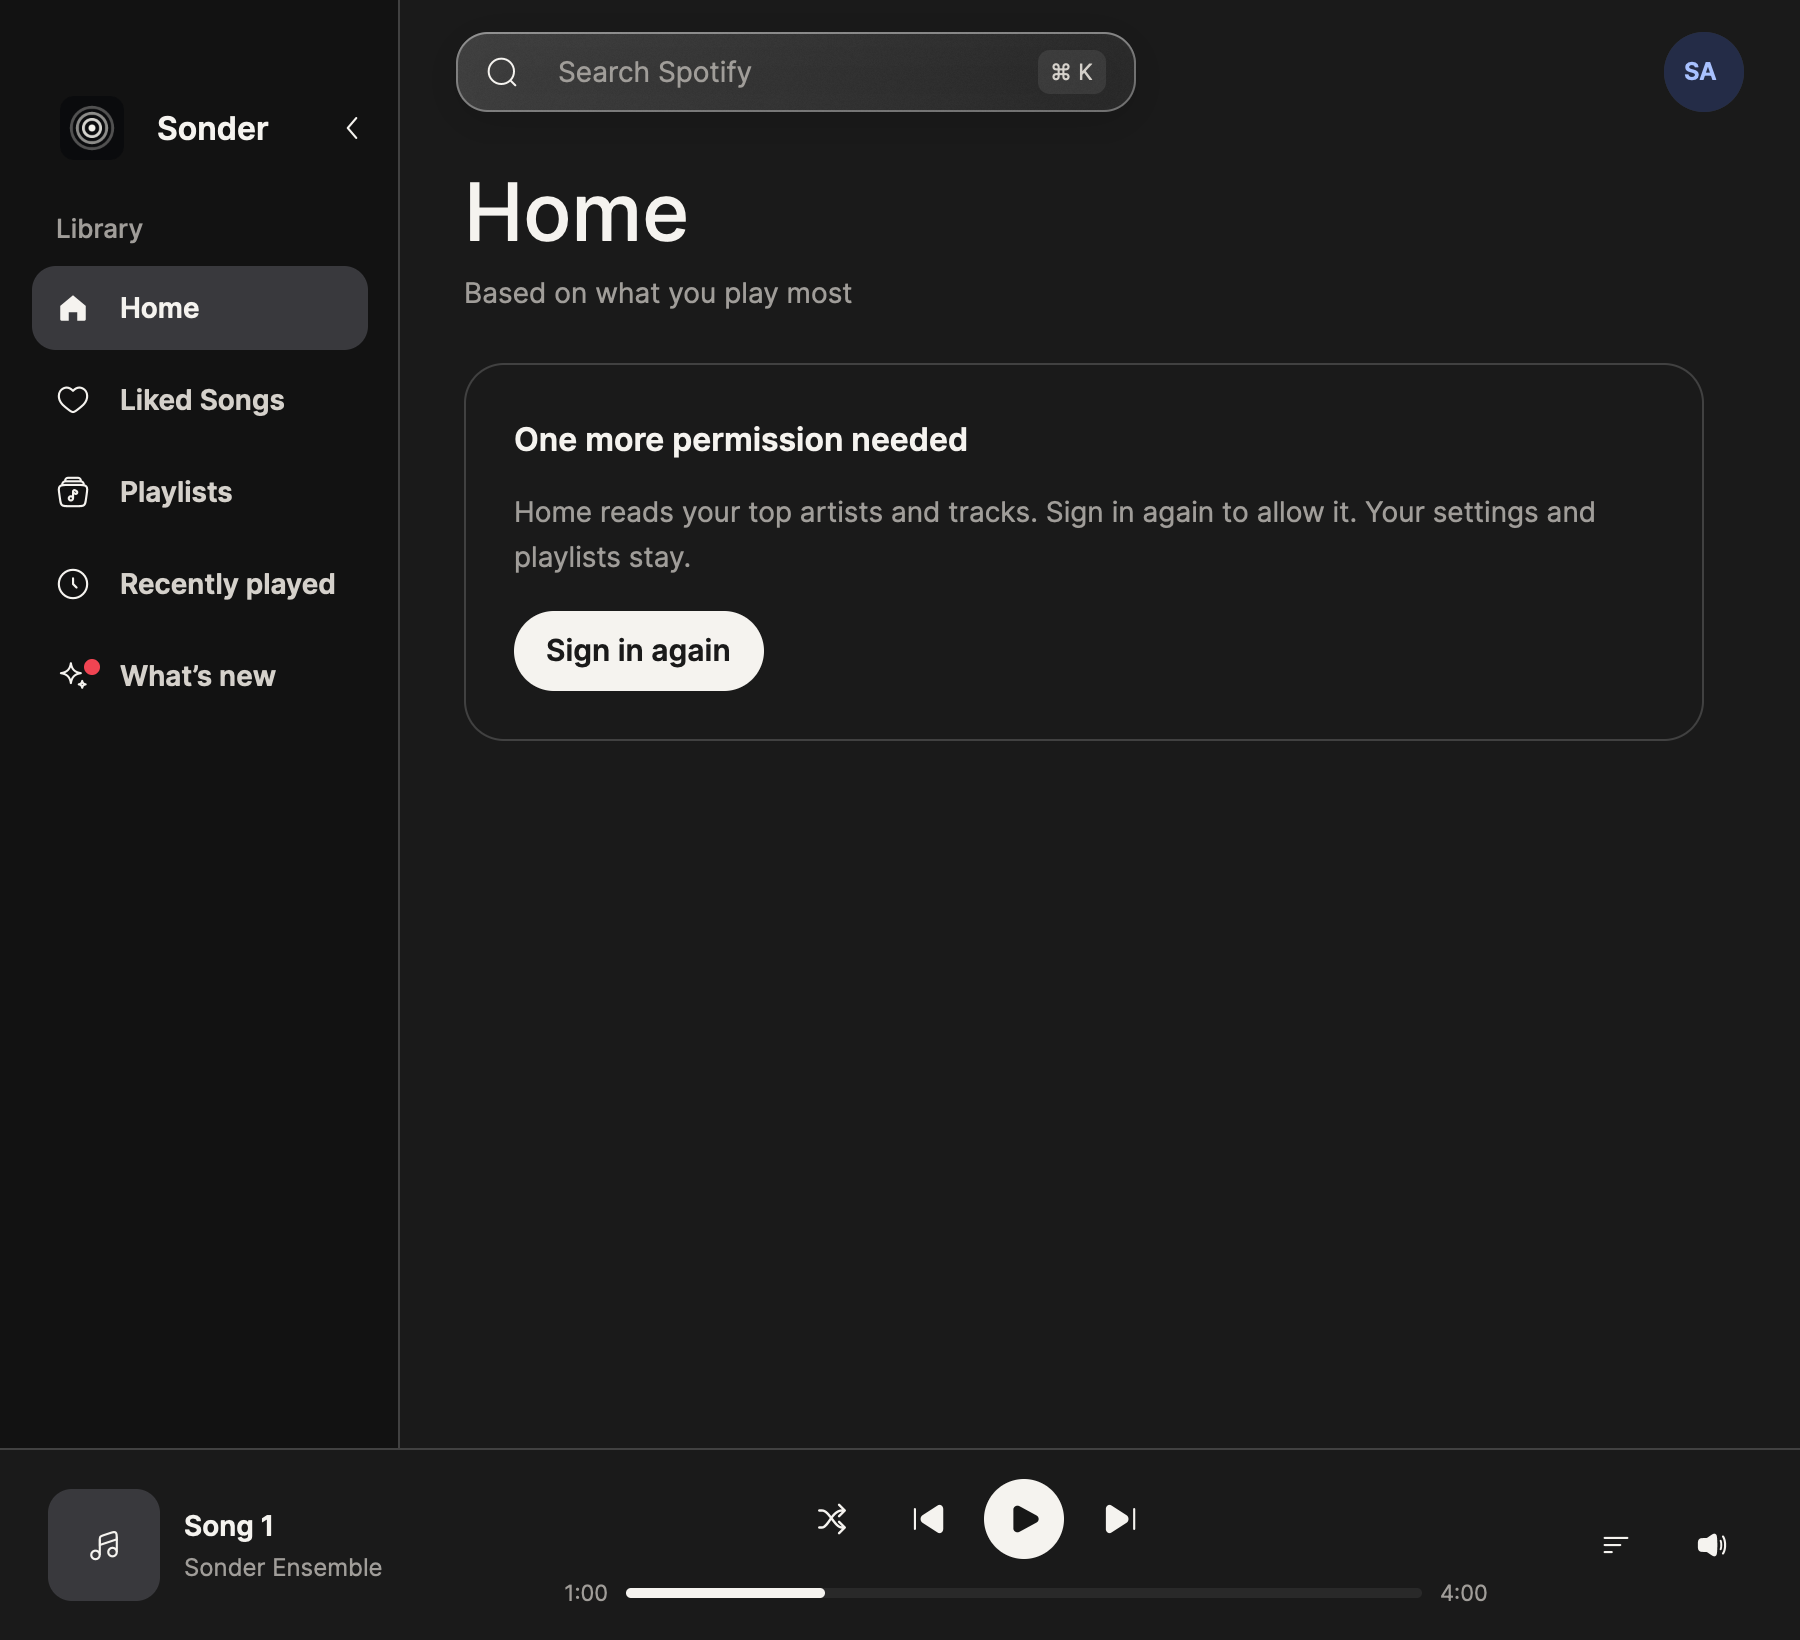 Search Spotify
⌘ K
SA
Sonder
Library
Home
Liked Songs
Playlists
Recently played
What’s new
Home
Based on what you play most
One more permission needed
Home reads your top artists and tracks. Sign in again to allow it. Your settings and
playlists stay.
Sign in again
Song 1
Sonder Ensemble
1:00
4:00